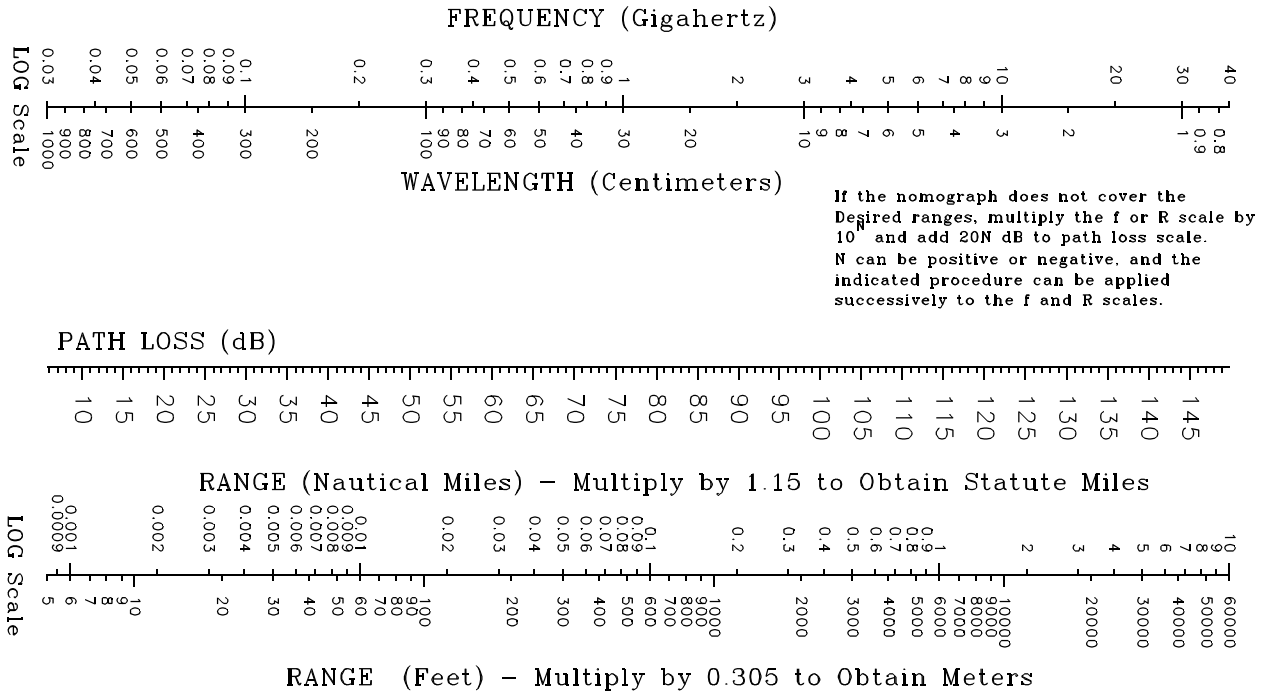 FREQUENCY (Gigahertz)
LOG Scale
0.03 0.04 0.05 0.06 0.07 0.08 0.09 0.1 0.2 0.3 0.4 0.5 0.6 0.7 0.8 0.9 1 2 3 4 5 6 7 8 9 10 20 30 40
1000 900 800 700 600 500 400 300 200 100 90 80 70 60 50 40 30 20 10 9 8 7 6 5 4 3 2 1 0.9 0.8
WAVELENGTH (Centimeters)
If the nomograph does not cover the
Desired ranges, multiply the f or R scale by
10^N and add 20N dB to path loss scale.
N can be positive or negative, and the
indicated procedure can be applied
successively to the f and R scales.
PATH LOSS (dB)
10 15 20 25 30 35 40 45 50 55 60 65 70 75 80 85 90 95 100 105 110 115 120 125 130 135 140 145
RANGE (Nautical Miles) – Multiply by 1.15 to Obtain Statute Miles
LOG Scale
0.0009 0.001 0.002 0.003 0.004 0.005 0.006 0.007 0.008 0.009 0.01 0.02 0.03 0.04 0.05 0.06 0.07 0.08 0.09 0.1 0.2 0.3 0.4 0.5 0.6 0.7 0.8 0.9 1 2 3 4 5 6 7 8 9 10
5 6 7 8 9 10 20 30 40 50 60 70 80 90 100 200 300 400 500 600 700 800 900 1000 2000 3000 4000 5000 6000 7000 8000 9000 10000 20000 30000 40000 50000 60000
RANGE (Feet) – Multiply by 0.305 to Obtain Meters